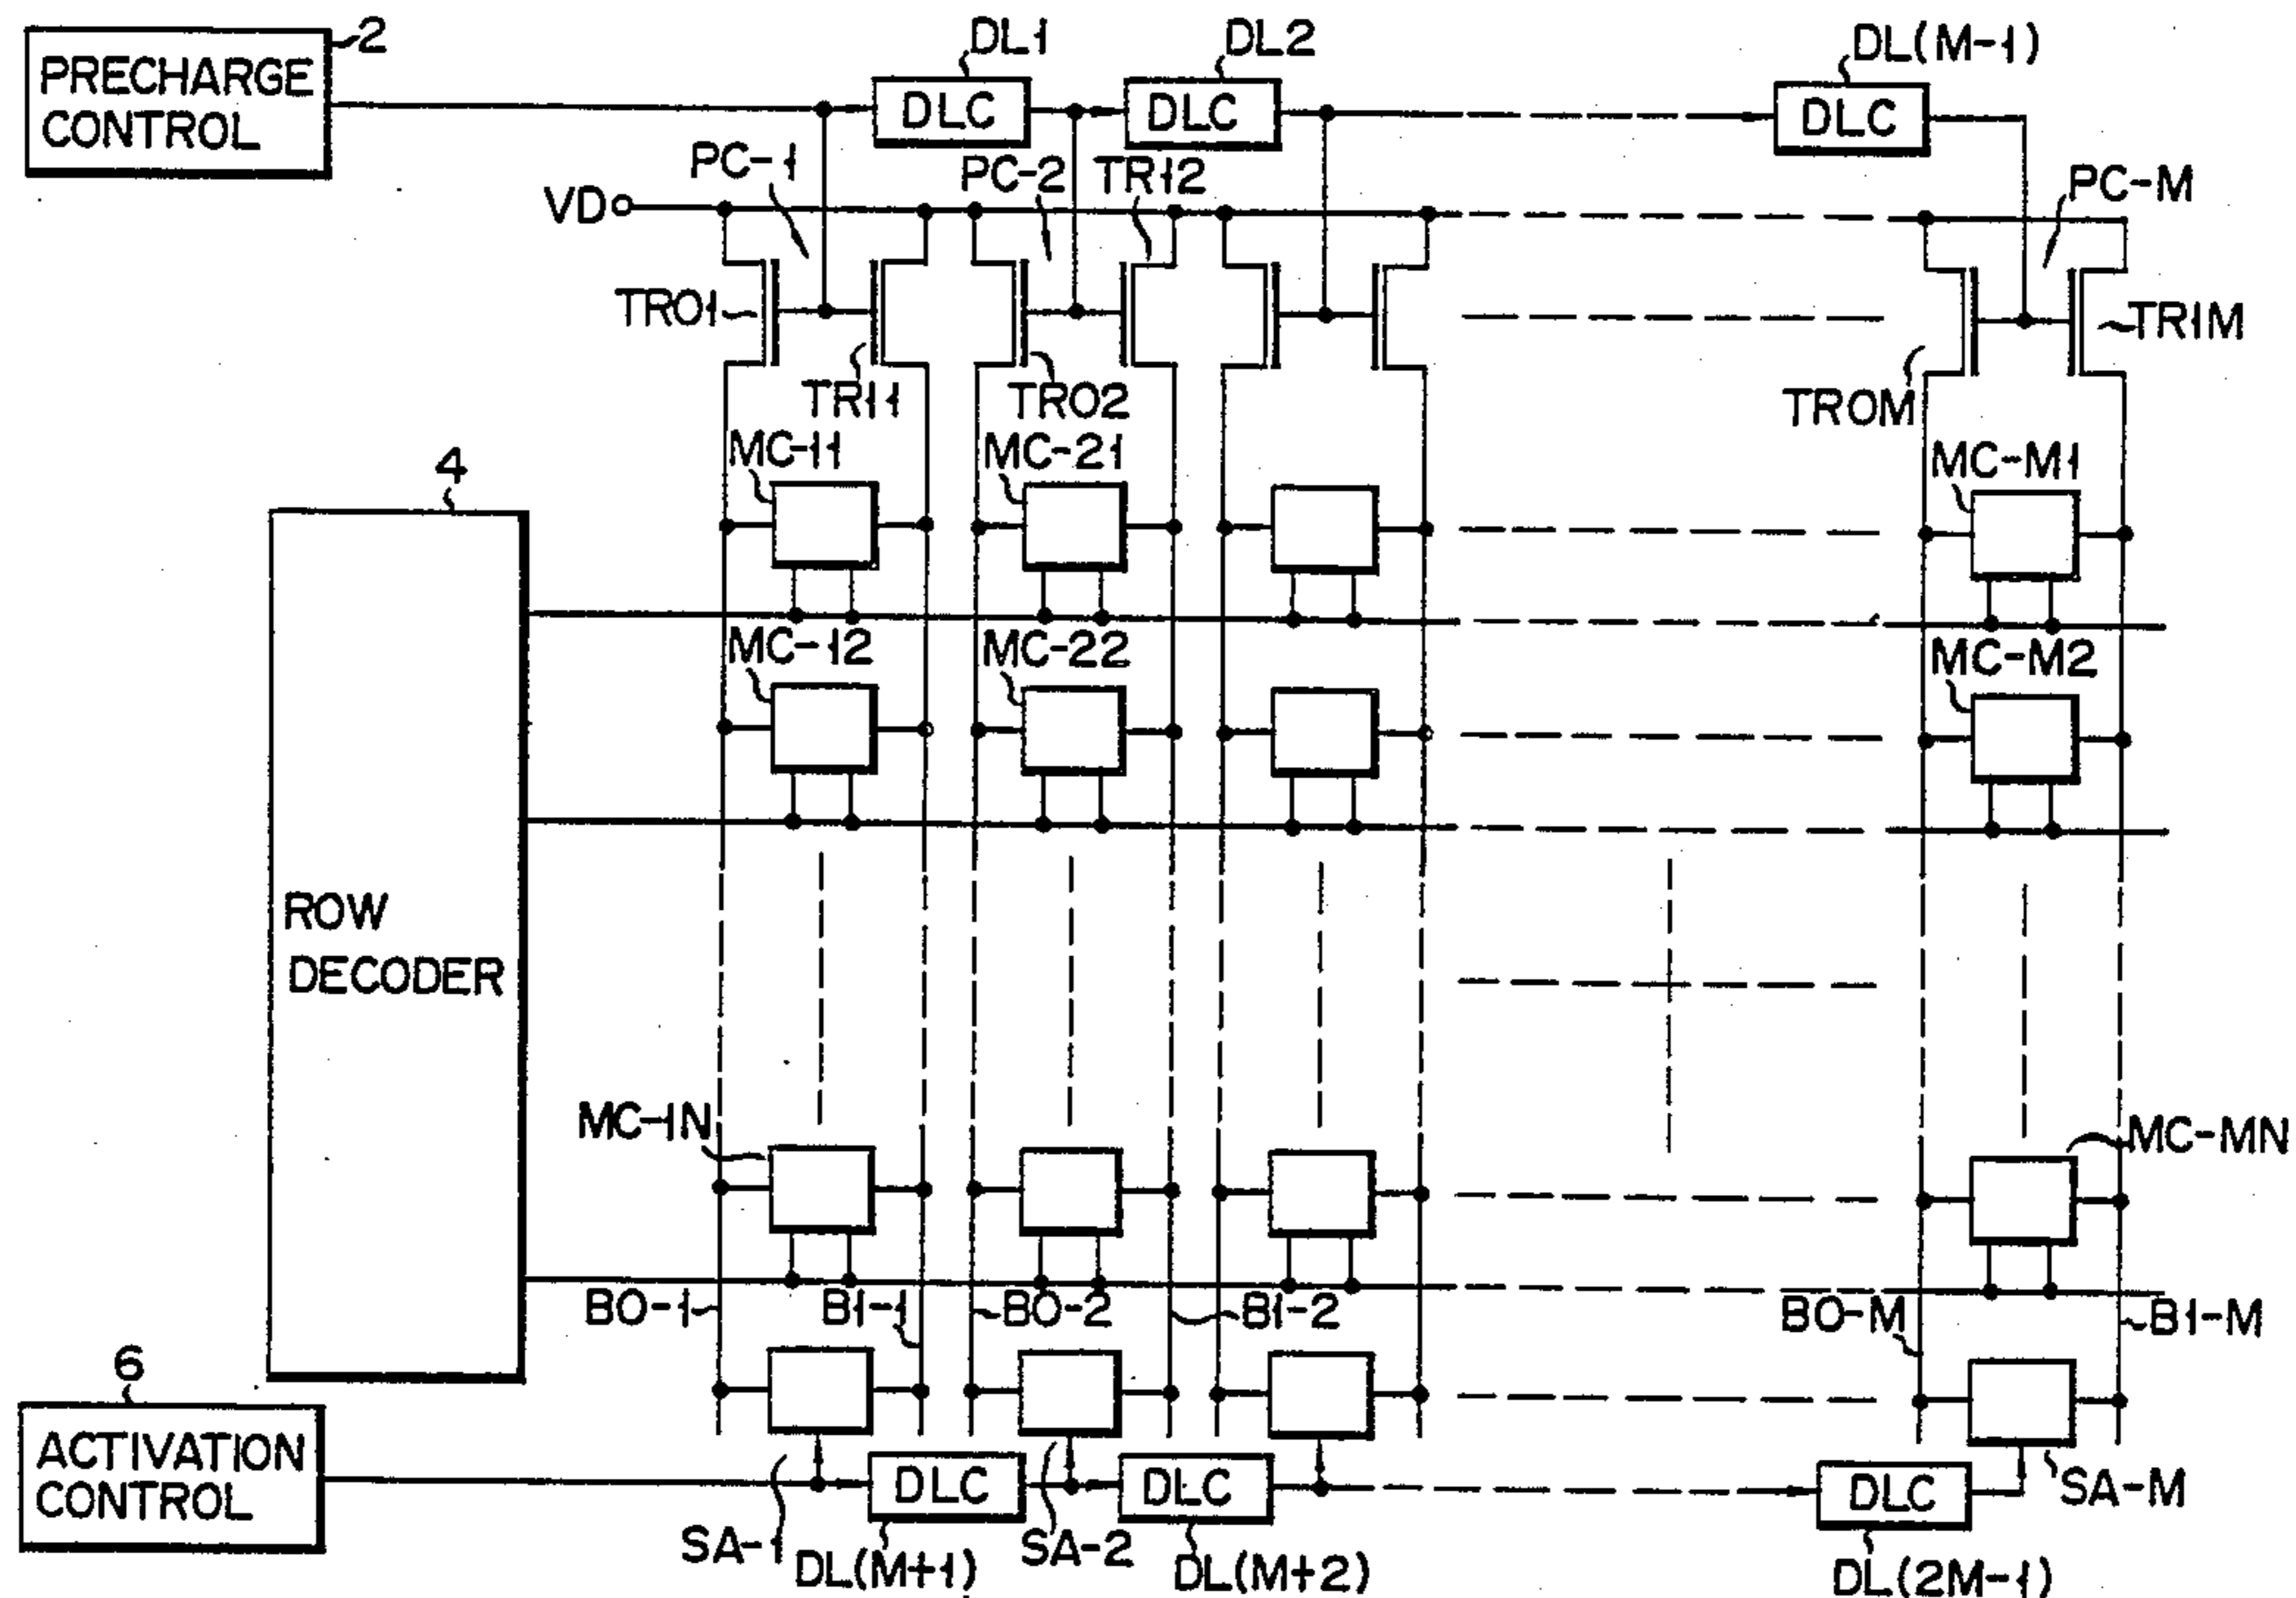 2
PRECHARGE
CONTROL
DL1
DL2
DL(M-1)
DLC
DLC
DLC
PC-1
PC-2
TR12
PC-M
VD
TR01
TR11
TR02
TR0M
TR1M
MC-11
MC-21
MC-M1
4
MC-12
MC-22
MC-M2
ROW
DECODER
MC-1N
MC-MN
B0-1
B1-1
B0-2
B1-2
B0-M
B1-M
6
ACTIVATION
CONTROL
DLC
DLC
DLC
SA-1
DL(M+1)
SA-2
DL(M+2)
SA-M
DL(2M-1)